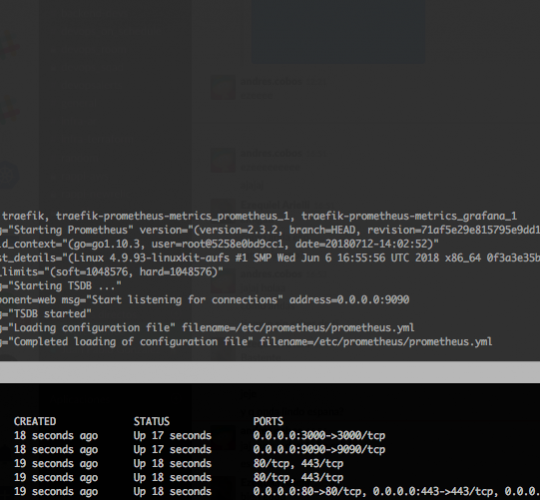 traefik, traefik-prometheus-metrics_prometheus_1, traefik-prometheus-metrics_grafana_1
g="Starting Prometheus" version="(version=2.3.2, branch=HEAD, revision=71af5e29e815795e9dd1
d_context="(go=go1.10.3, user=root@5258e0bd9cc1, date=20180712-14:02:52)"
st_details="(Linux 4.9.93-linuxkit-aufs #1 SMP Wed Jun 6 16:55:56 UTC 2018 x86_64 0f3a3e35b
_limits="(soft=1048576, hard=1048576)"
g="Starting TSDB ..."
ponent=web msg="Start listening for connections" address=0.0.0.0:9090
g="TSDB started"
g="Loading configuration file" filename=/etc/prometheus/prometheus.yml
g="Completed loading of configuration file" filename=/etc/prometheus/prometheus.yml
CREATED STATUS PORTS
18 seconds ago Up 17 seconds 0.0.0.0:3000->3000/tcp
18 seconds ago Up 17 seconds 0.0.0.0:9090->9090/tcp
19 seconds ago Up 18 seconds 80/tcp, 443/tcp
19 seconds ago Up 18 seconds 80/tcp, 443/tcp
19 seconds ago Up 18 seconds 0.0.0.0:80->80/tcp, 0.0.0.0:443->443/tcp, 0.0.0.